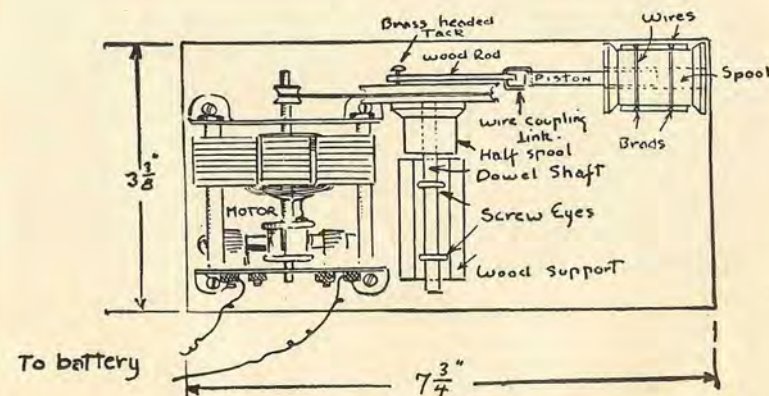 Brass headed
Tack
wood Rod
wires
PISTON
Spool
wire coupling
link.
Brads
Half spool
Dowel Shaft
3 3/8"
MOTOR
Screw Eyes
Wood support
To battery
7 3/4"